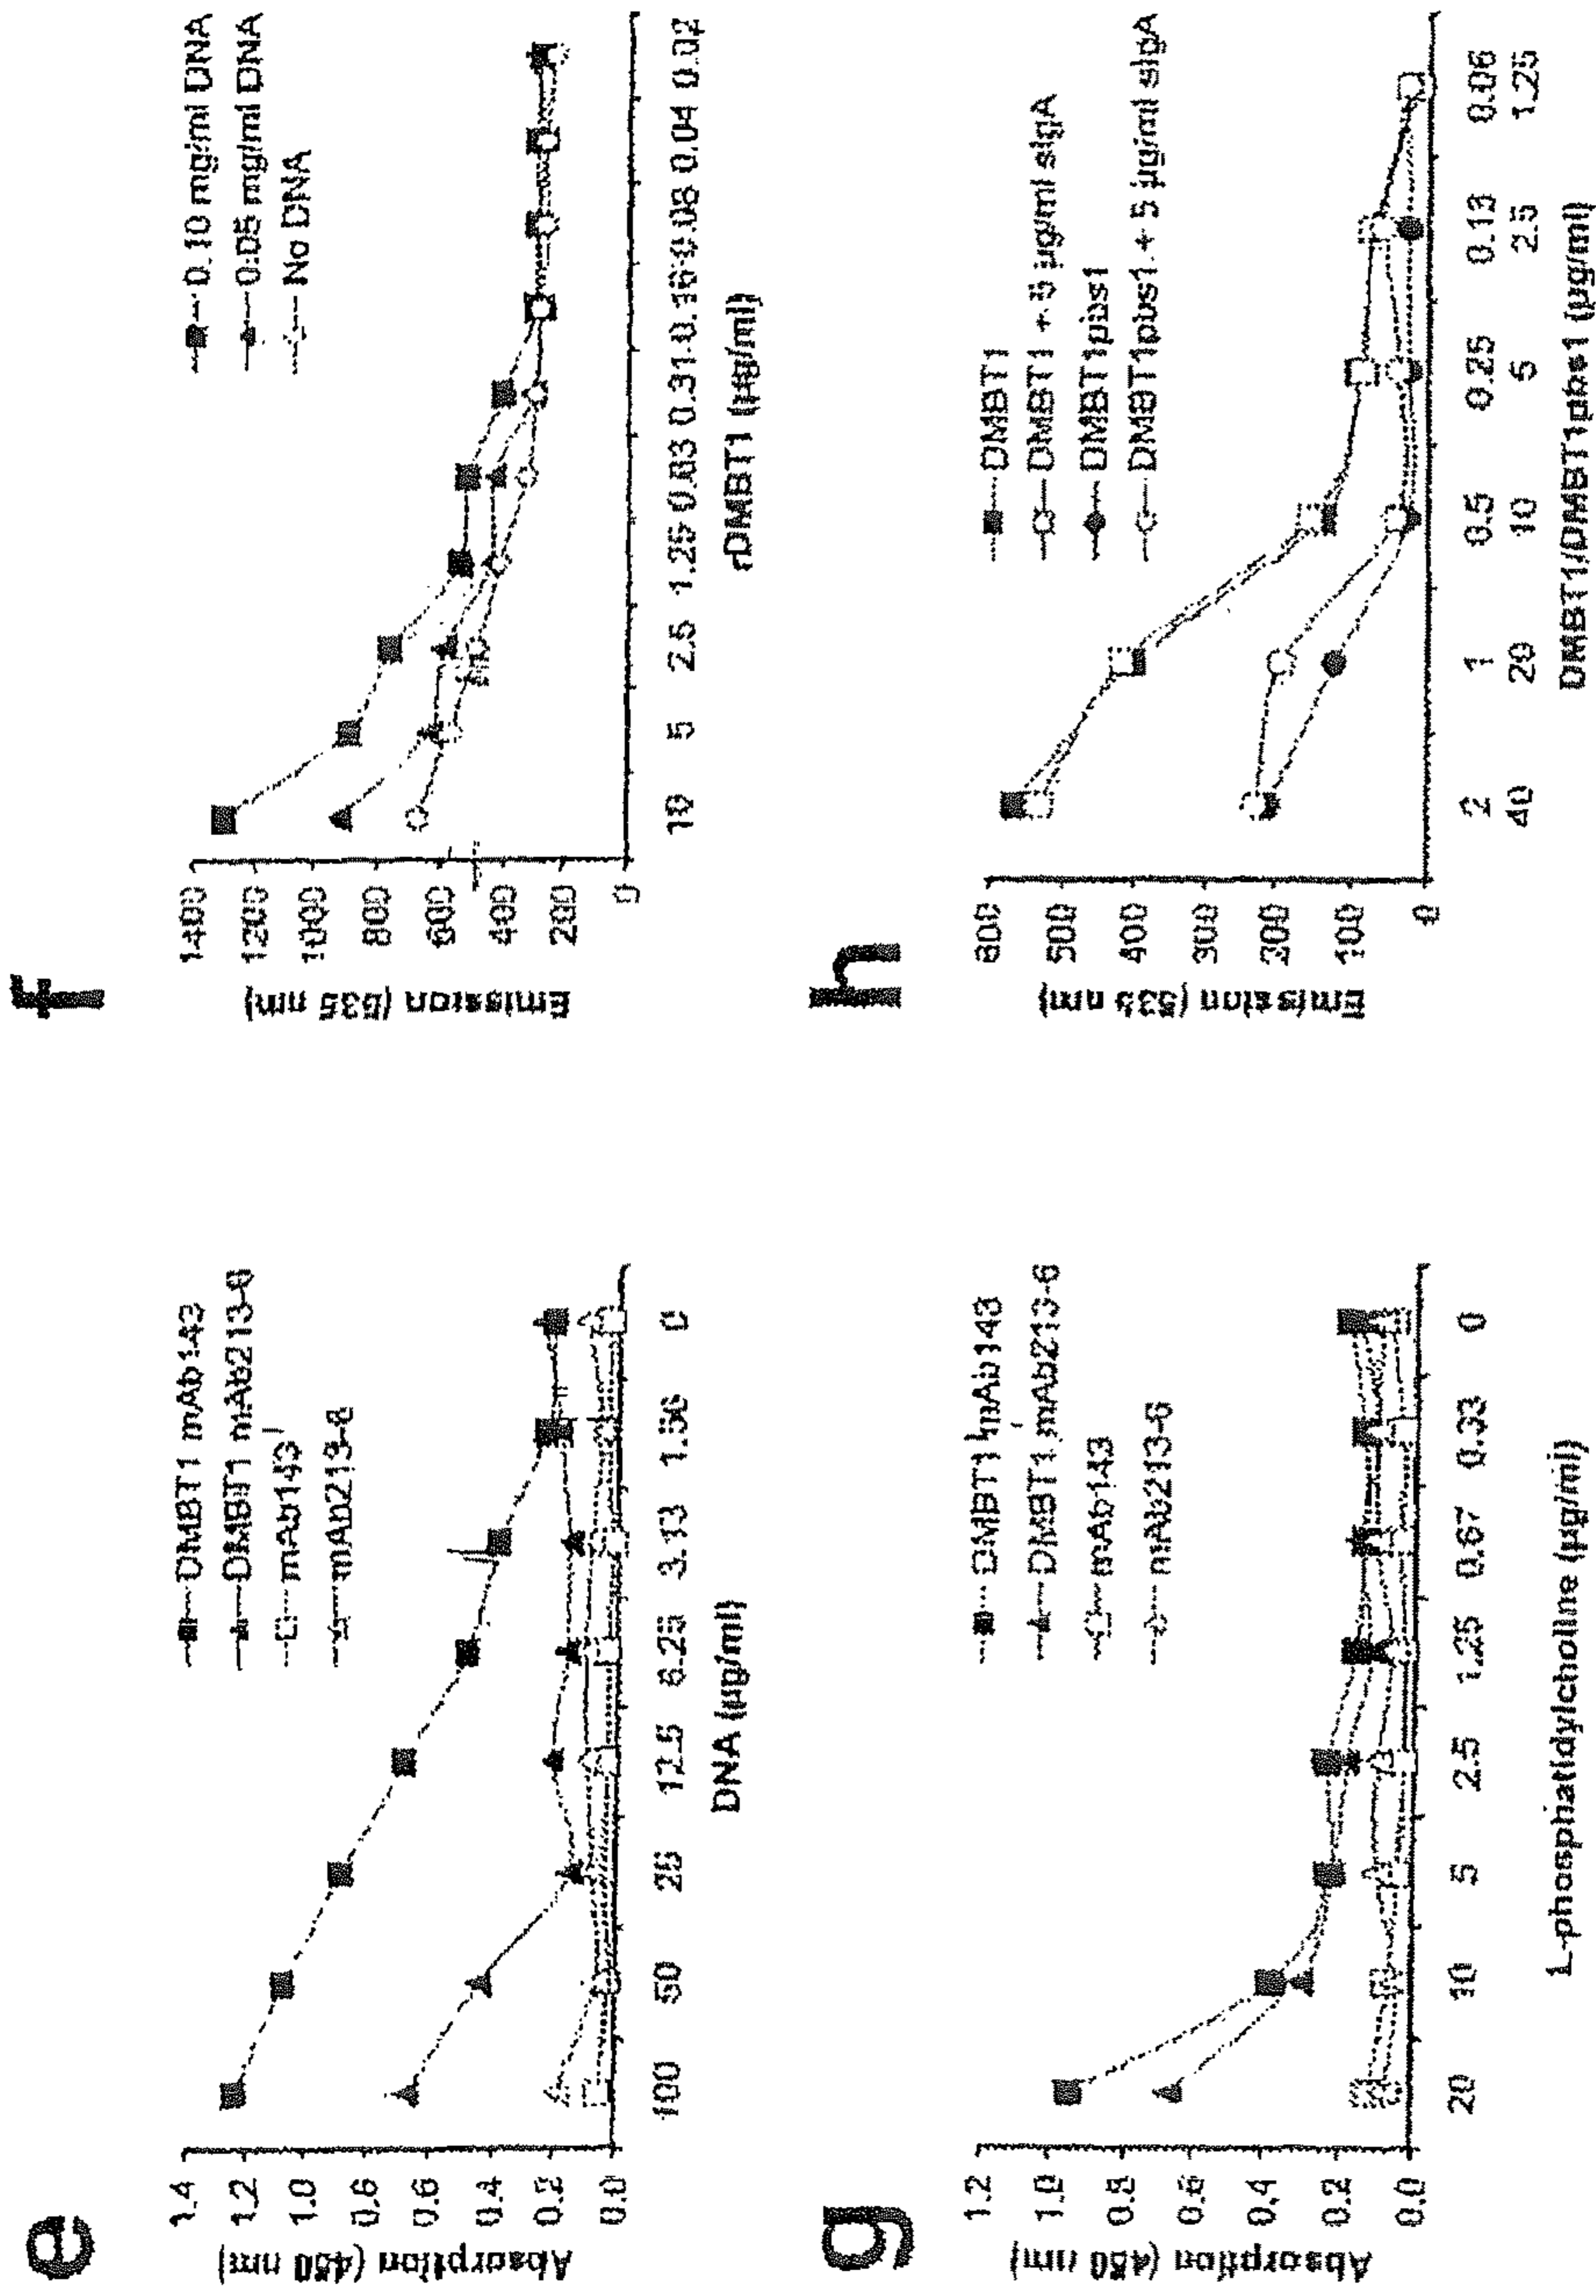 e
Absorption (450 nm)
1.4
1.2
1.0
0.8
0.6
0.4
0.2
0.0
DMBT1 mAb143
DMBT1 mAb213-6
mAb143
mAb213-6
100 50 25 12.5 6.25 3.13 1.56 0
DNA (µg/ml)
f
Emission (535 nm)
1400
1200
1000
800
600
400
200
0
0.10 mg/ml DNA
0.05 mg/ml DNA
No DNA
10 5 2.5 1.25 0.63 0.31 0.16 0.08 0.04 0.02
rDMBT1 (µg/ml)
g
Absorption (450 nm)
1.2
1.0
0.8
0.6
0.4
0.2
0.0
DMBT1 mAb143
DMBT1 mAb213-6
mAb143
mAb213-6
20 10 5 2.5 1.25 0.67 0.33 0
L-phosphatidylcholine (µg/ml)
h
Emission (535 nm)
600
500
400
300
200
100
0
DMBT1
DMBT1 + 5 µg/ml sIgA
DMBT1pbs1
DMBT1pbs1 + 5 µg/ml sIgA
2 1 0.5 0.25 0.13 0.06
40 20 10 5 2.5 1.25
DMBT1/DMBT1pbs1 (µg/ml)